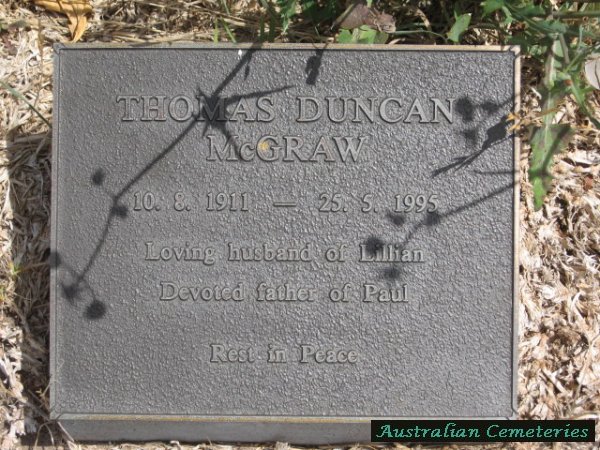 THOMAS DUNCAN
McGRAW
10. 8. 1911 — 25. 5. 1995
Loving husband of Lillian
Devoted father of Paul
Rest in Peace
Australian Cemeteries